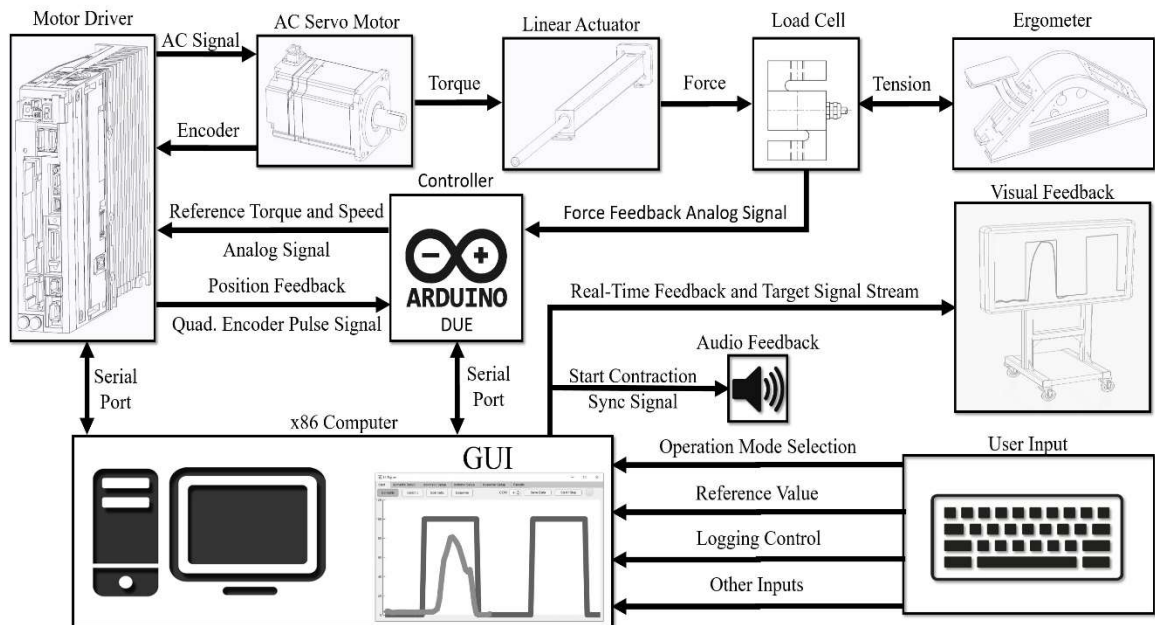 Motor Driver
AC Servo Motor
Linear Actuator
Load Cell
Ergometer
AC Signal
Torque
Force
Tension
Encoder
Controller
Visual Feedback
Reference Torque and Speed
Analog Signal
Force Feedback Analog Signal
ARDUINO
DUE
Position Feedback
Quad. Encoder Pulse Signal
Real-Time Feedback and Target Signal Stream
Audio Feedback
Serial
Port
Serial
Port
Start Contraction
Sync Signal
x86 Computer
GUI
User Input
Operation Mode Selection
Reference Value
Logging Control
Other Inputs